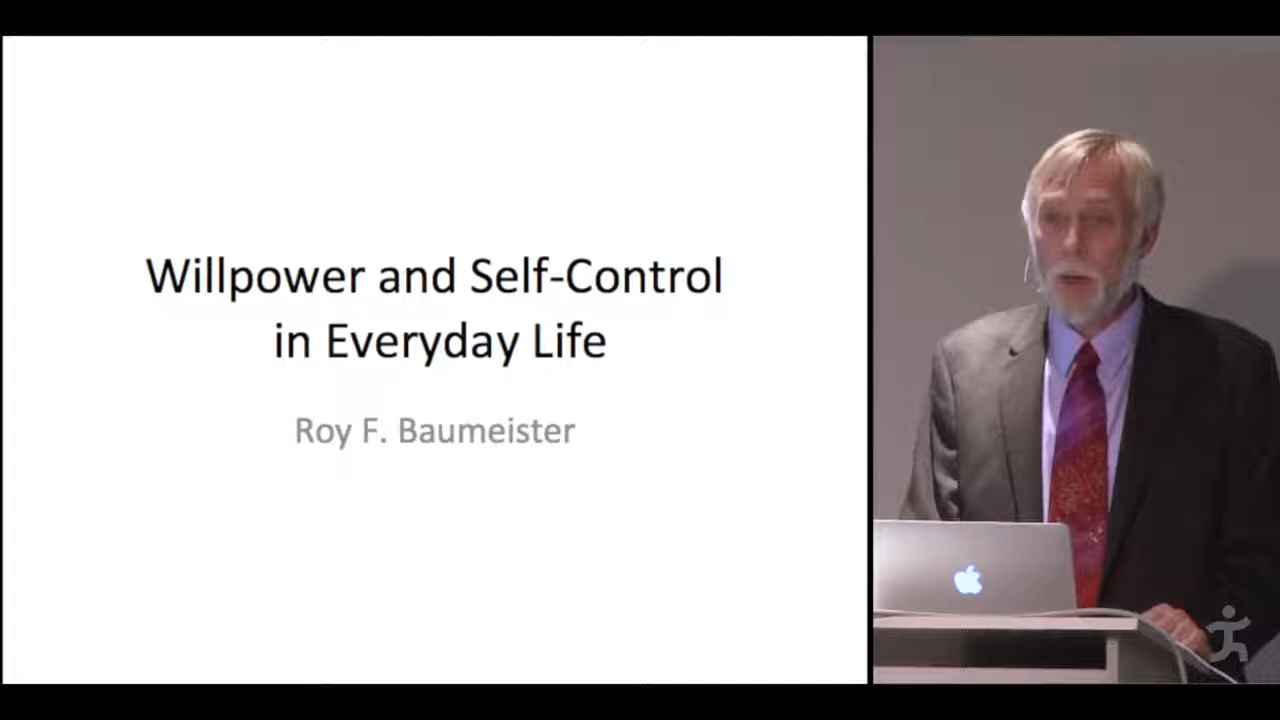 Willpower and Self-Control
in Everyday Life
Roy F. Baumeister